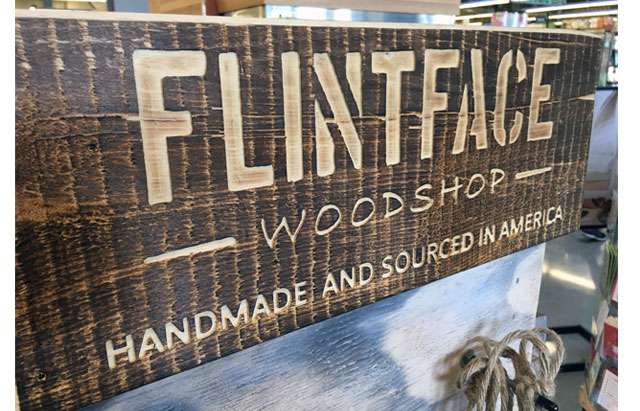 FLINTFACE
WOODSHOP
HANDMADE AND SOURCED IN AMERICA